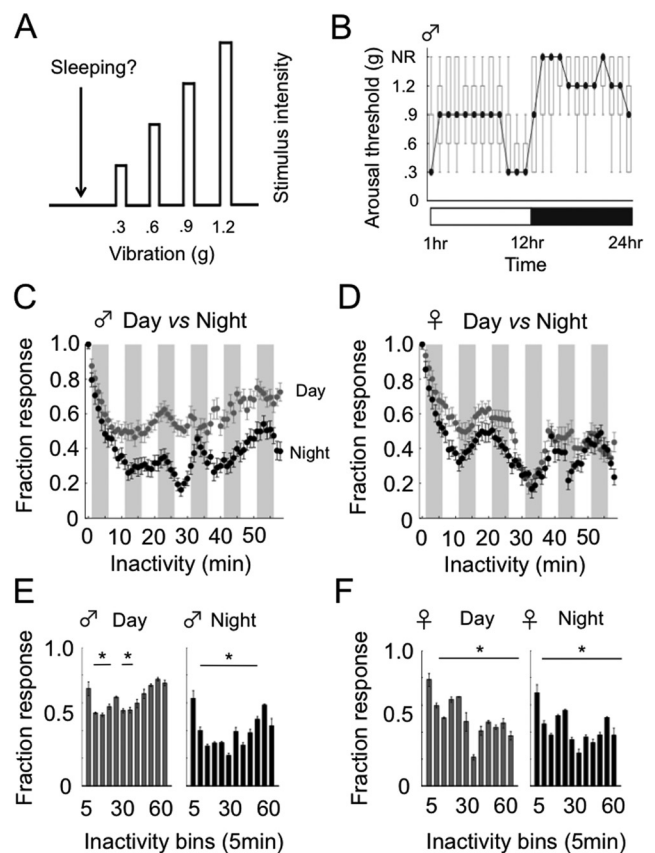 A
Sleeping?
Stimulus intensity
.3 .6 .9 1.2
Vibration (g)
B
♂
Arousal threshold (g)
NR
1.2
.9
.6
.3
0
1hr 12hr 24hr
Time
C
♂ Day vs Night
Fraction response
1.0
0.8
0.6
0.4
0.2
0
Day
Night
0 10 20 30 40 50
Inactivity (min)
D
♀ Day vs Night
Fraction response
1.0
0.8
0.6
0.4
0.2
0
0 10 20 30 40 50
Inactivity (min)
E
♂ Day ♂ Night
Fraction response
1.0
0.5
0
* *
*
5 30 60 5 30 60
Inactivity bins (5min)
F
♀ Day ♀ Night
Fraction response
1.0
0.5
0
*
*
5 30 60 5 30 60
Inactivity bins (5min)